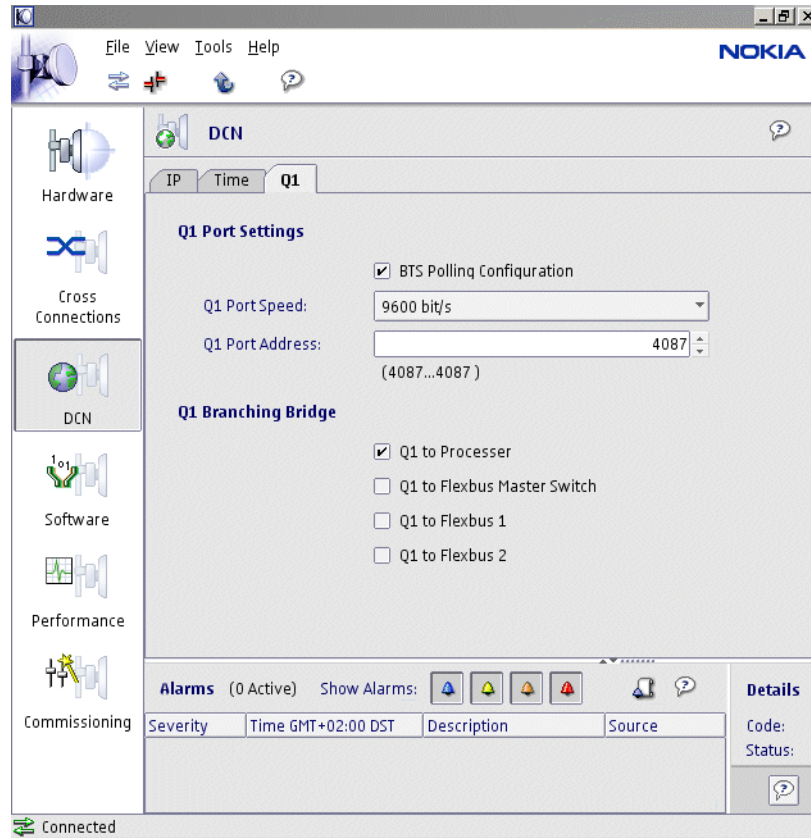 File View Tools Help
NOKIA
Hardware
Cross
Connections
DCN
Software
Performance
Commissioning
DCN
IP Time Q1
Q1 Port Settings
BTS Polling Configuration
Q1 Port Speed: 9600 bit/s
Q1 Port Address: 4087
(4087...4087 )
Q1 Branching Bridge
Q1 to Processer
Q1 to Flexbus Master Switch
Q1 to Flexbus 1
Q1 to Flexbus 2
Alarms (0 Active) Show Alarms:
Severity Time GMT+02:00 DST Description Source
Details
Code:
Status:
Connected